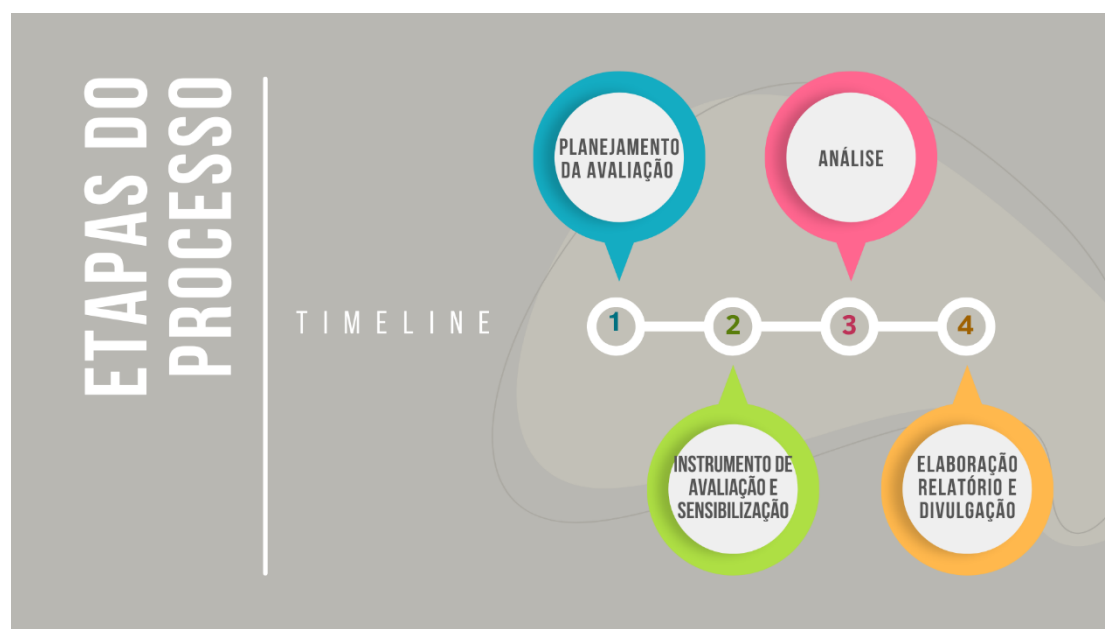 ETAPAS DO
PROCESSO
TIMELINE
PLANEJAMENTO
DA AVALIAÇÃO
ANÁLISE
1
2
3
4
INSTRUMENTO DE
AVALIAÇÃO E
SENSIBILIZAÇÃO
ELABORAÇÃO
RELATÓRIO E
DIVULGAÇÃO